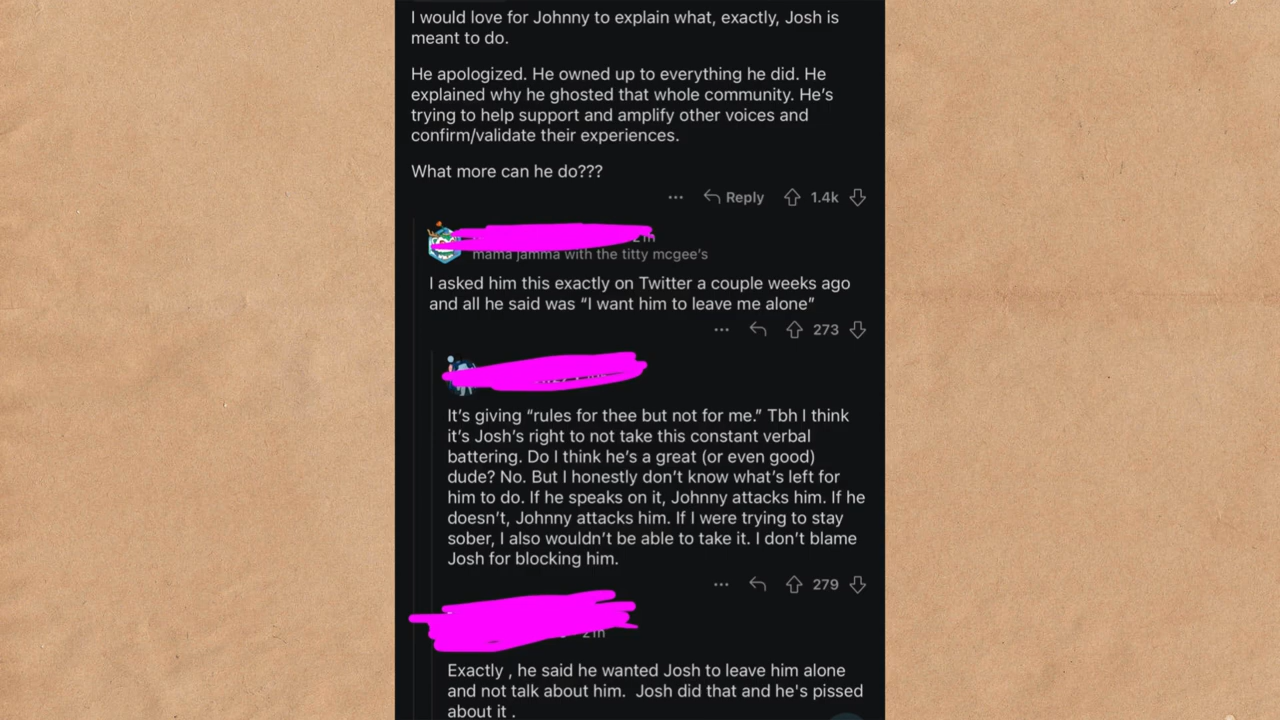 I would love for Johnny to explain what, exactly, Josh is
meant to do.
He apologized. He owned up to everything he did. He
explained why he ghosted that whole community. He's
trying to help support and amplify other voices and
confirm/validate their experiences.
What more can he do???
Reply 1.4k
mama jamma with the titty mcgee's
I asked him this exactly on Twitter a couple weeks ago
and all he said was “I want him to leave me alone”
273
It's giving “rules for thee but not for me.” Tbh I think
it's Josh's right to not take this constant verbal
battering. Do I think he's a great (or even good)
dude? No. But I honestly don't know what's left for
him to do. If he speaks on it, Johnny attacks him. If he
doesn't, Johnny attacks him. If I were trying to stay
sober, I also wouldn't be able to take it. I don't blame
Josh for blocking him.
279
Exactly , he said he wanted Josh to leave him alone
and not talk about him. Josh did that and he's pissed
about it .